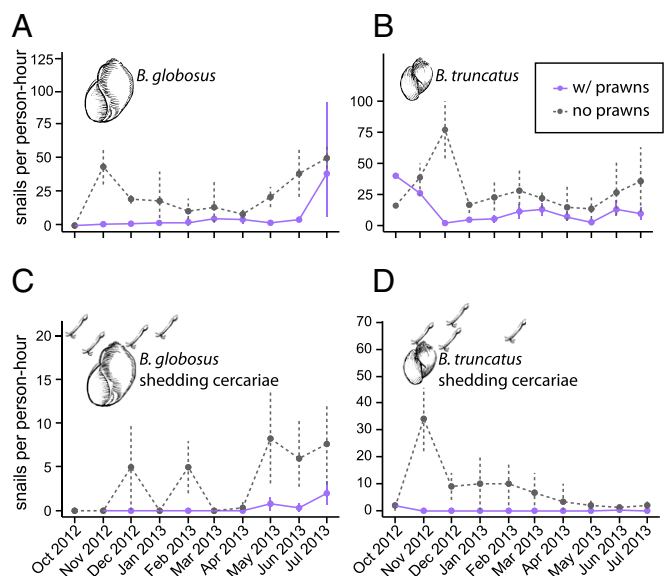 A
B
snails per person-hour
125
100
75
50
25
0
B. globosus
100
75
50
25
0
B. truncatus
w/ prawns
no prawns
C
D
snails per person-hour
20
15
10
5
0
B. globosus
shedding cercariae
70
60
50
40
30
20
10
0
B. truncatus
shedding cercariae
Oct 2012
Nov 2012
Dec 2012
Jan 2013
Feb 2013
Mar 2013
Apr 2013
May 2013
Jun 2013
Jul 2013
Oct 2012
Nov 2012
Dec 2012
Jan 2013
Feb 2013
Mar 2013
Apr 2013
May 2013
Jun 2013
Jul 2013